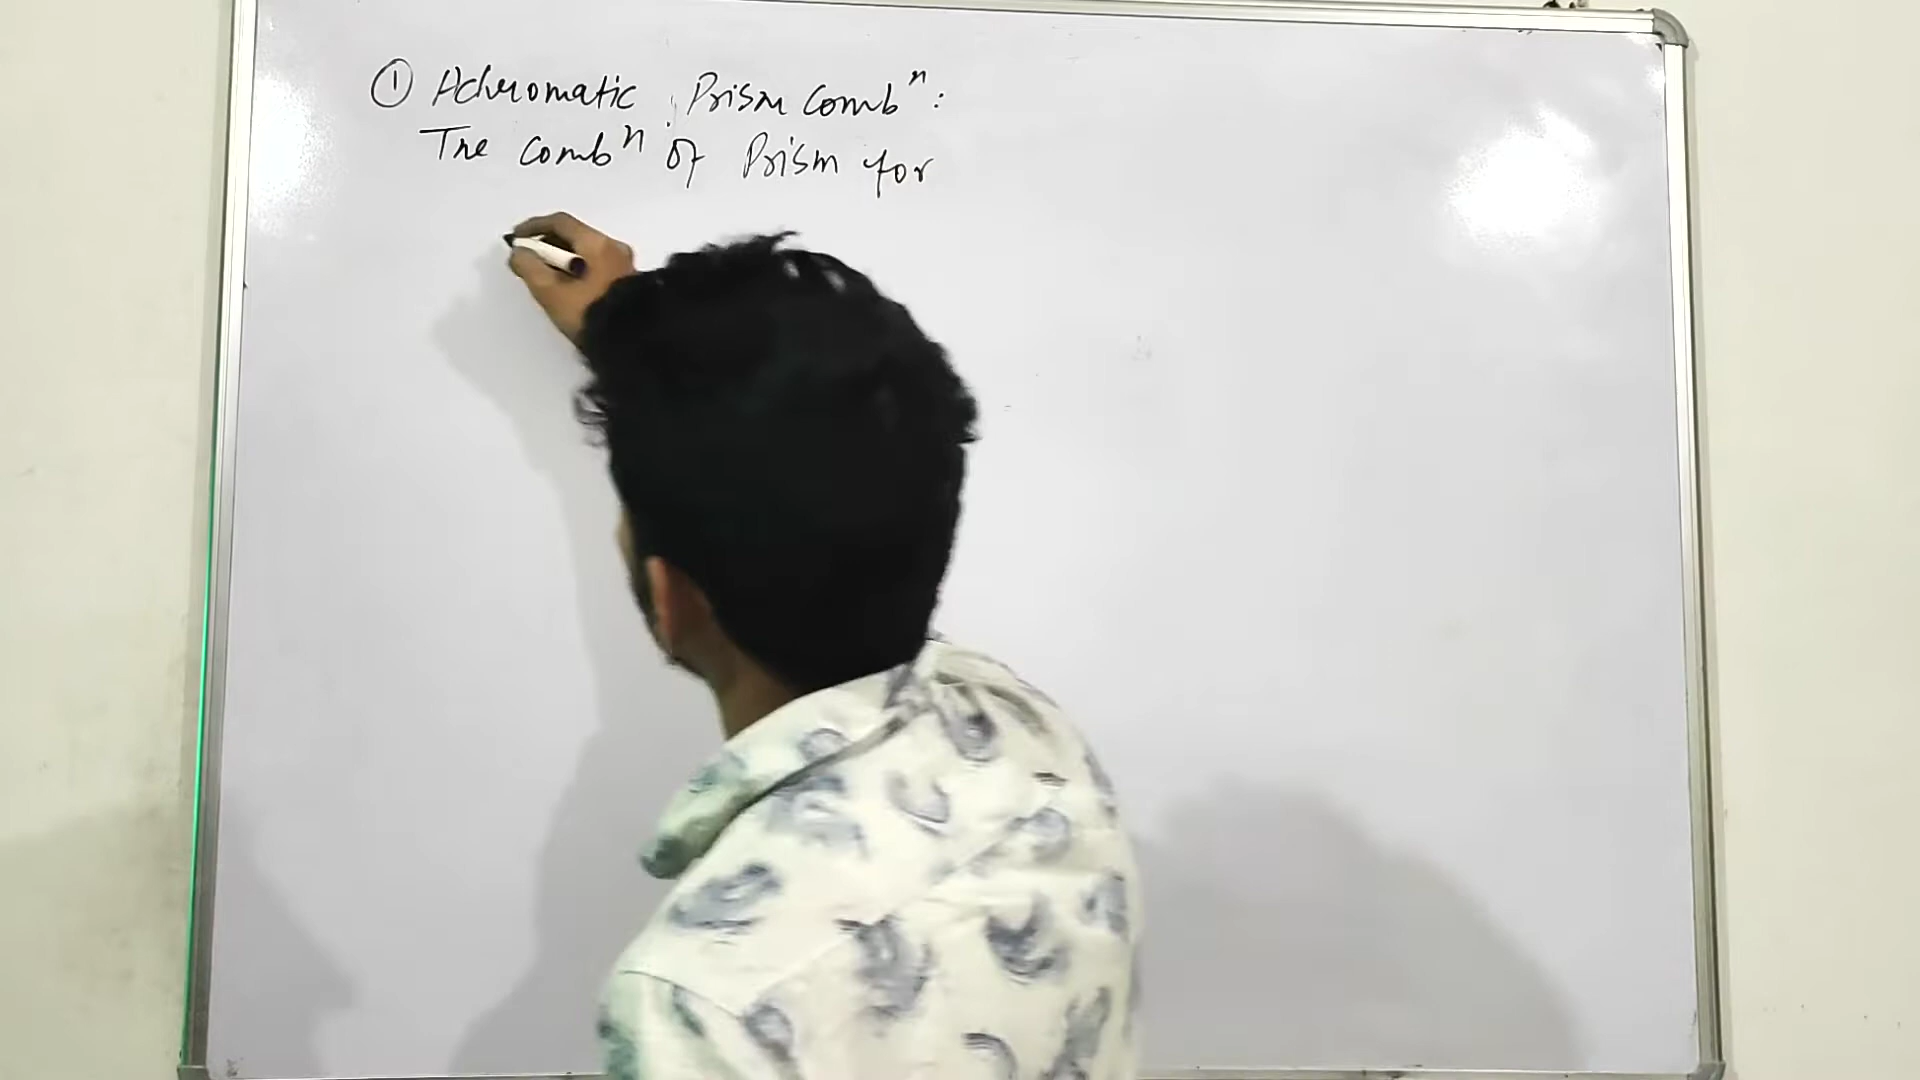 ① Achromatic Prism Combⁿ:
The Combⁿ of Prism for